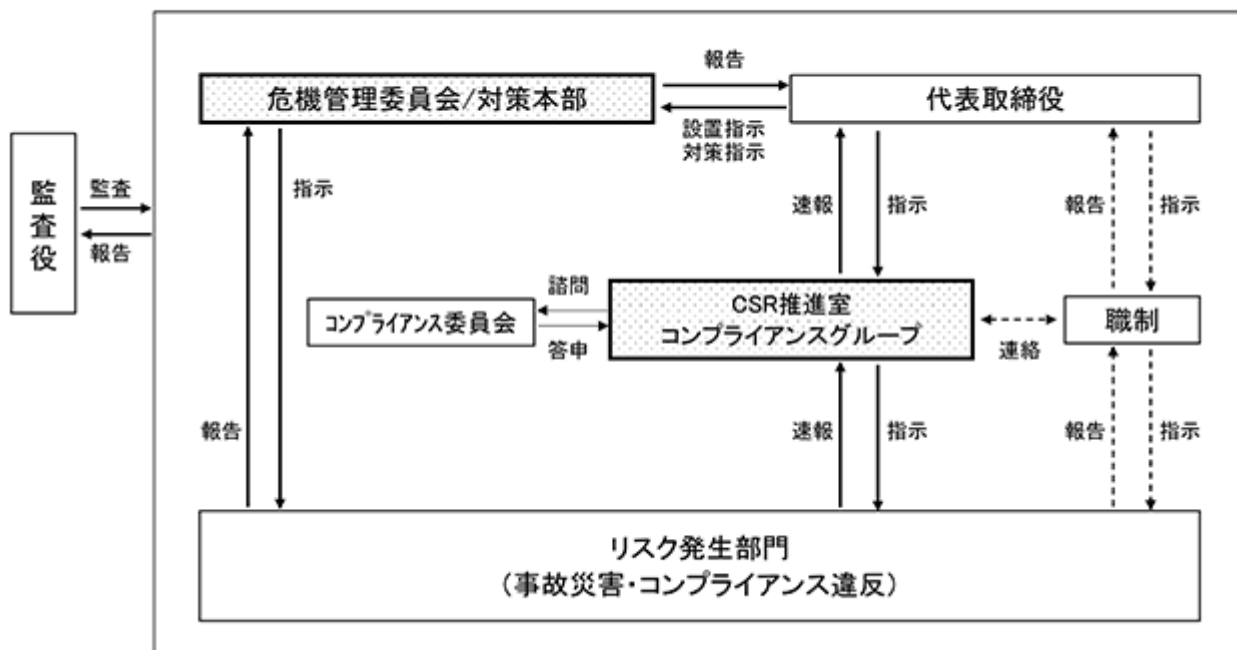 報告
危機管理委員会/対策本部
代表取締役
設置指示
対策指示
監査役
監査
報告
指示
速報
指示
報告
指示
諮問
コンプライアンス委員会
答申
CSR推進室
コンプライアンスグループ
連絡
職制
報告
速報
指示
報告
指示
リスク発生部門
(事故災害・コンプライアンス違反)